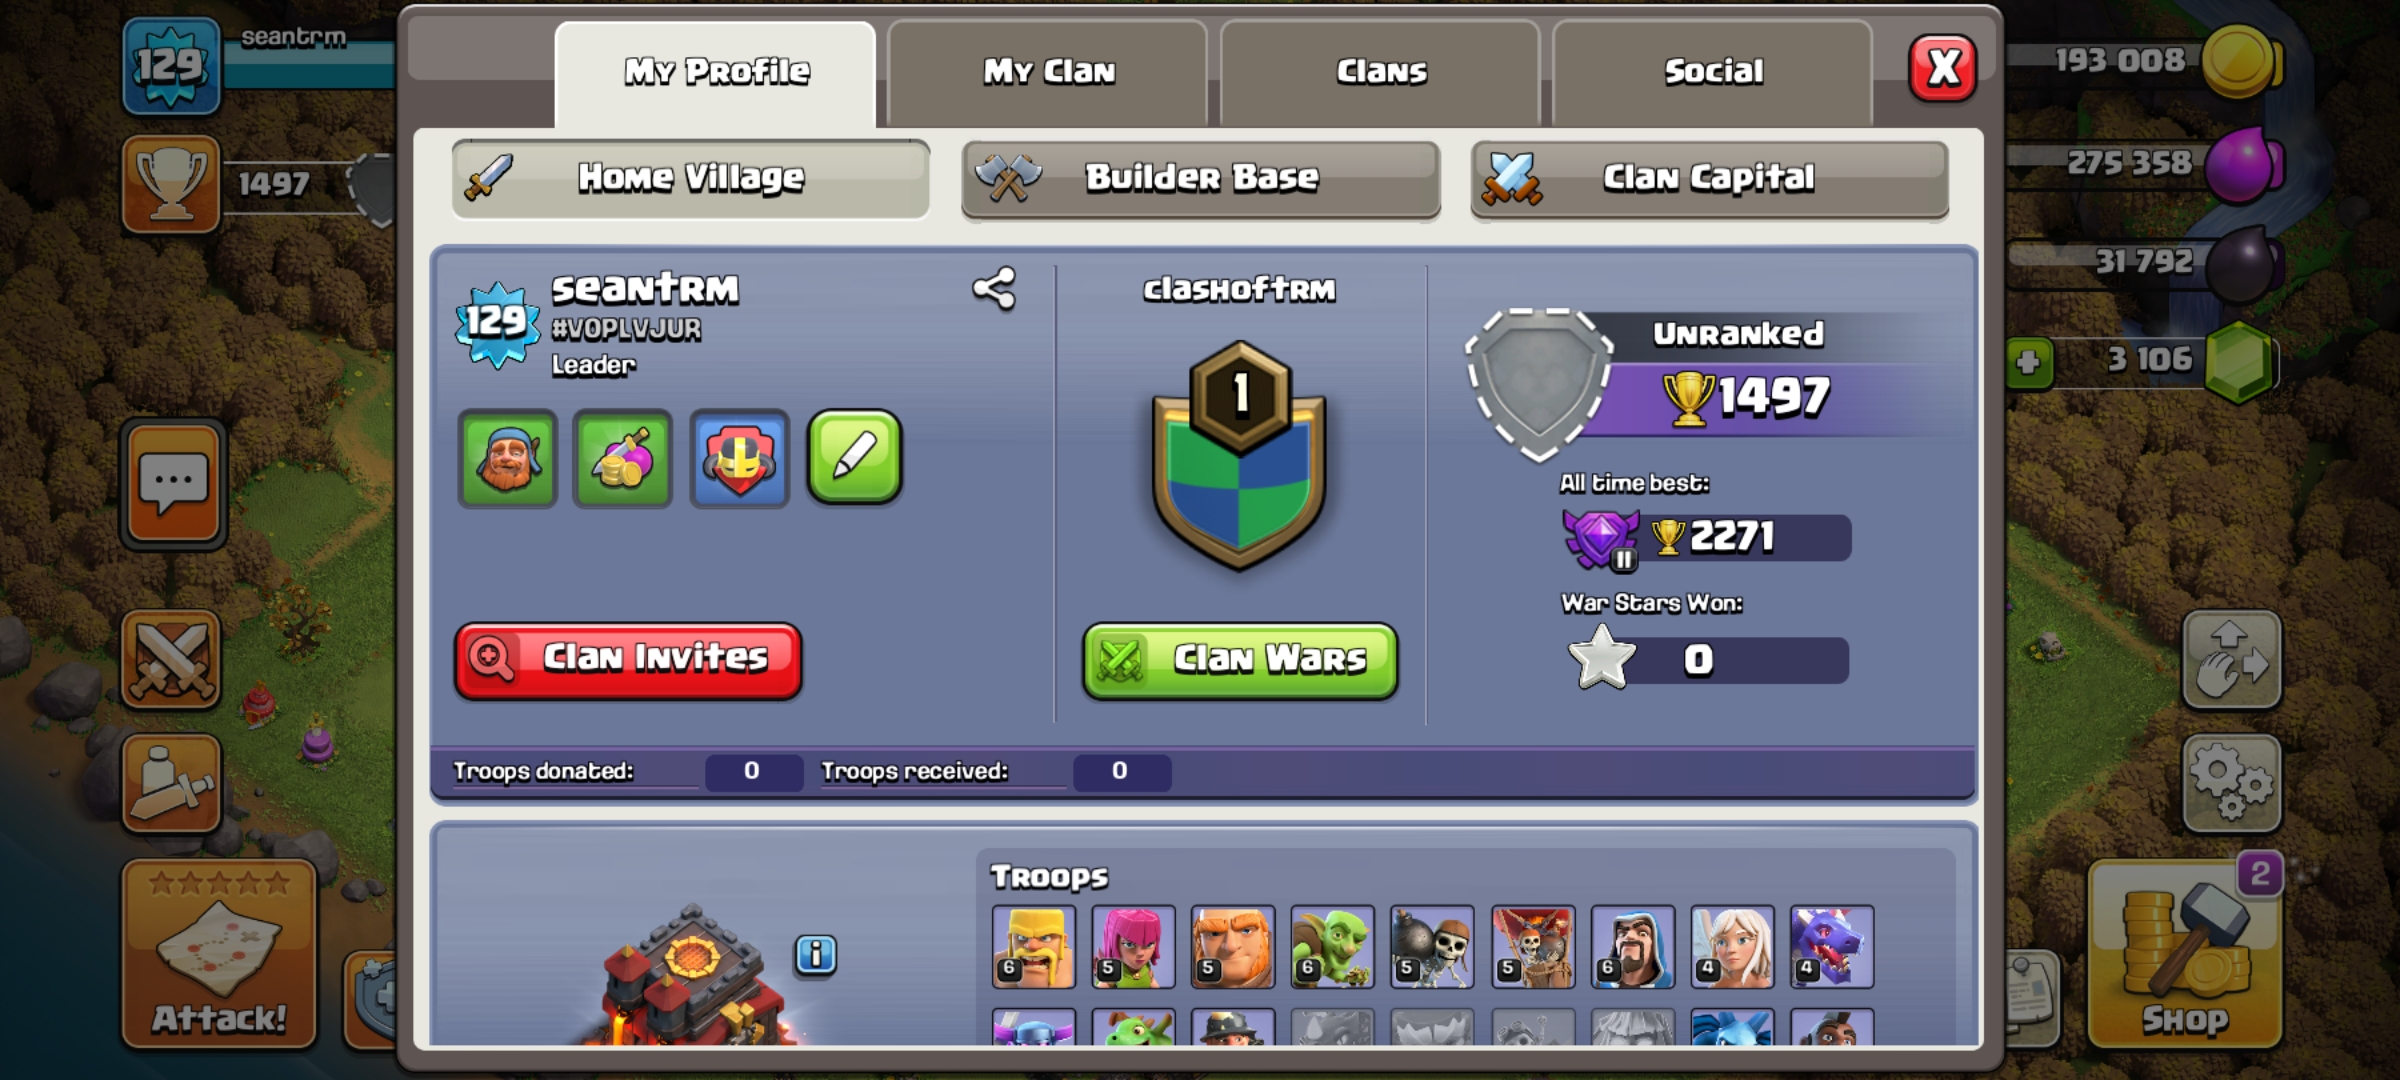 129
seantrm
My Profile
My Clan
Clans
Social
X
193 008
1497
Home Village
Builder Base
Clan Capital
275 358
seantrm
#V0PLVJUR
Leader
129
clashoftrm
1
Unranked
1497
31 792
3 106
All time best:
2271
War Stars Won:
0
Clan Invites
Clan Wars
Troops donated: 0
Troops received: 0
Troops
6 5 5 6 5 5 6 4 4
Attack!
2
Shop